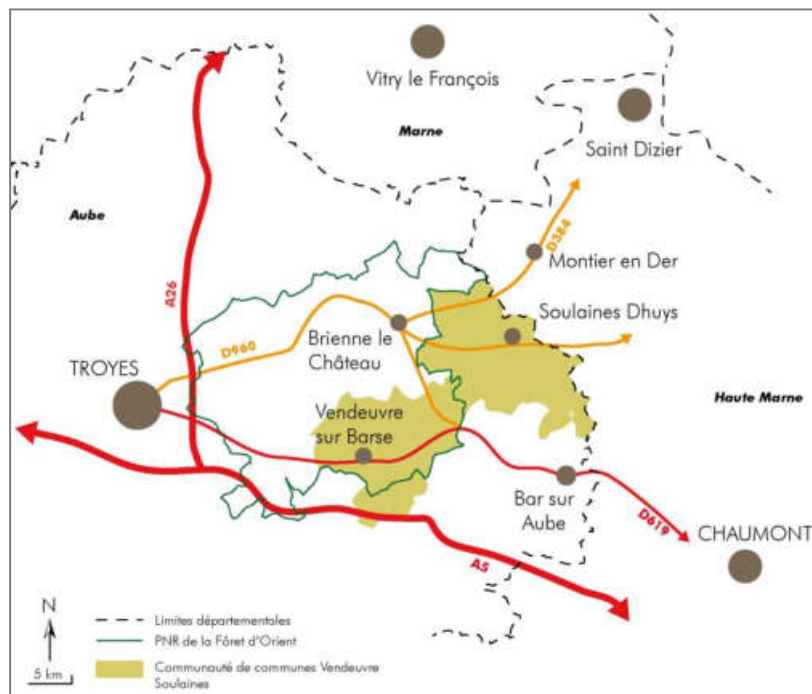 Vitry le François
Marne
Saint Dizier
Aube
D384
Montier en Der
A26
Soulaines Dhuys
Brienne le
Château
D960
TROYES
Haute Marne
Vendeuvre
sur Barse
Bar sur
Aube
D619
CHAUMONT
A5
N
5 km
Limites départementales
PNR de la Fôret d'Orient
Communauté de communes Vendeuvre
Soulaines